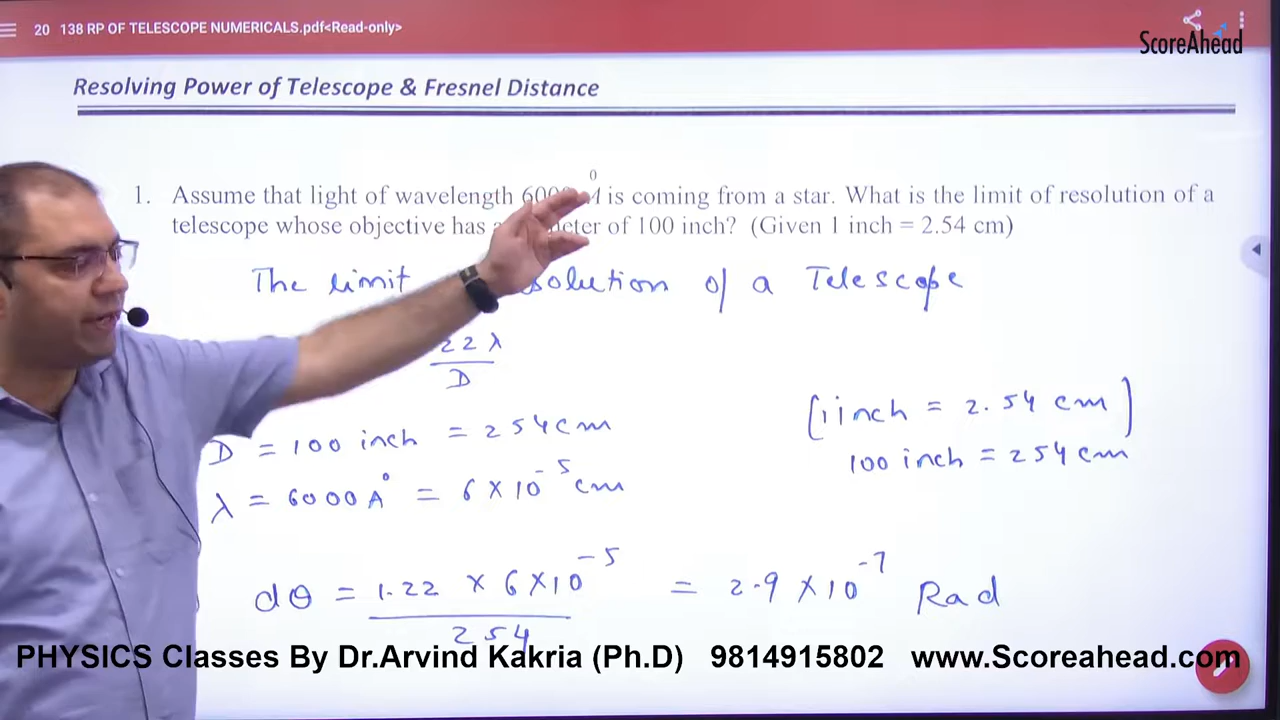 20 138 RP OF TELESCOPE NUMERICALS.pdf<Read-only>
ScoreAhead
Resolving Power of Telescope & Fresnel Distance
1. Assume that light of wavelength is coming from a star. What is the limit of resolution of a
telescope whose objective has of 100 inch? (Given 1 inch = 2.54 cm)
The limit of a Telescope
22 λ
D
D = 100 inch = 254 cm
[1 inch = 2.54 cm]
100 inch = 254 cm
λ = 6000 A° = 6 × 10⁻⁵ cm
dθ = 1.22 × 6 × 10⁻⁵ = 2.9 × 10⁻⁷ Rad
254
PHYSICS Classes By Dr.Arvind Kakria (Ph.D) 9814915802 www.Scoreahead.com